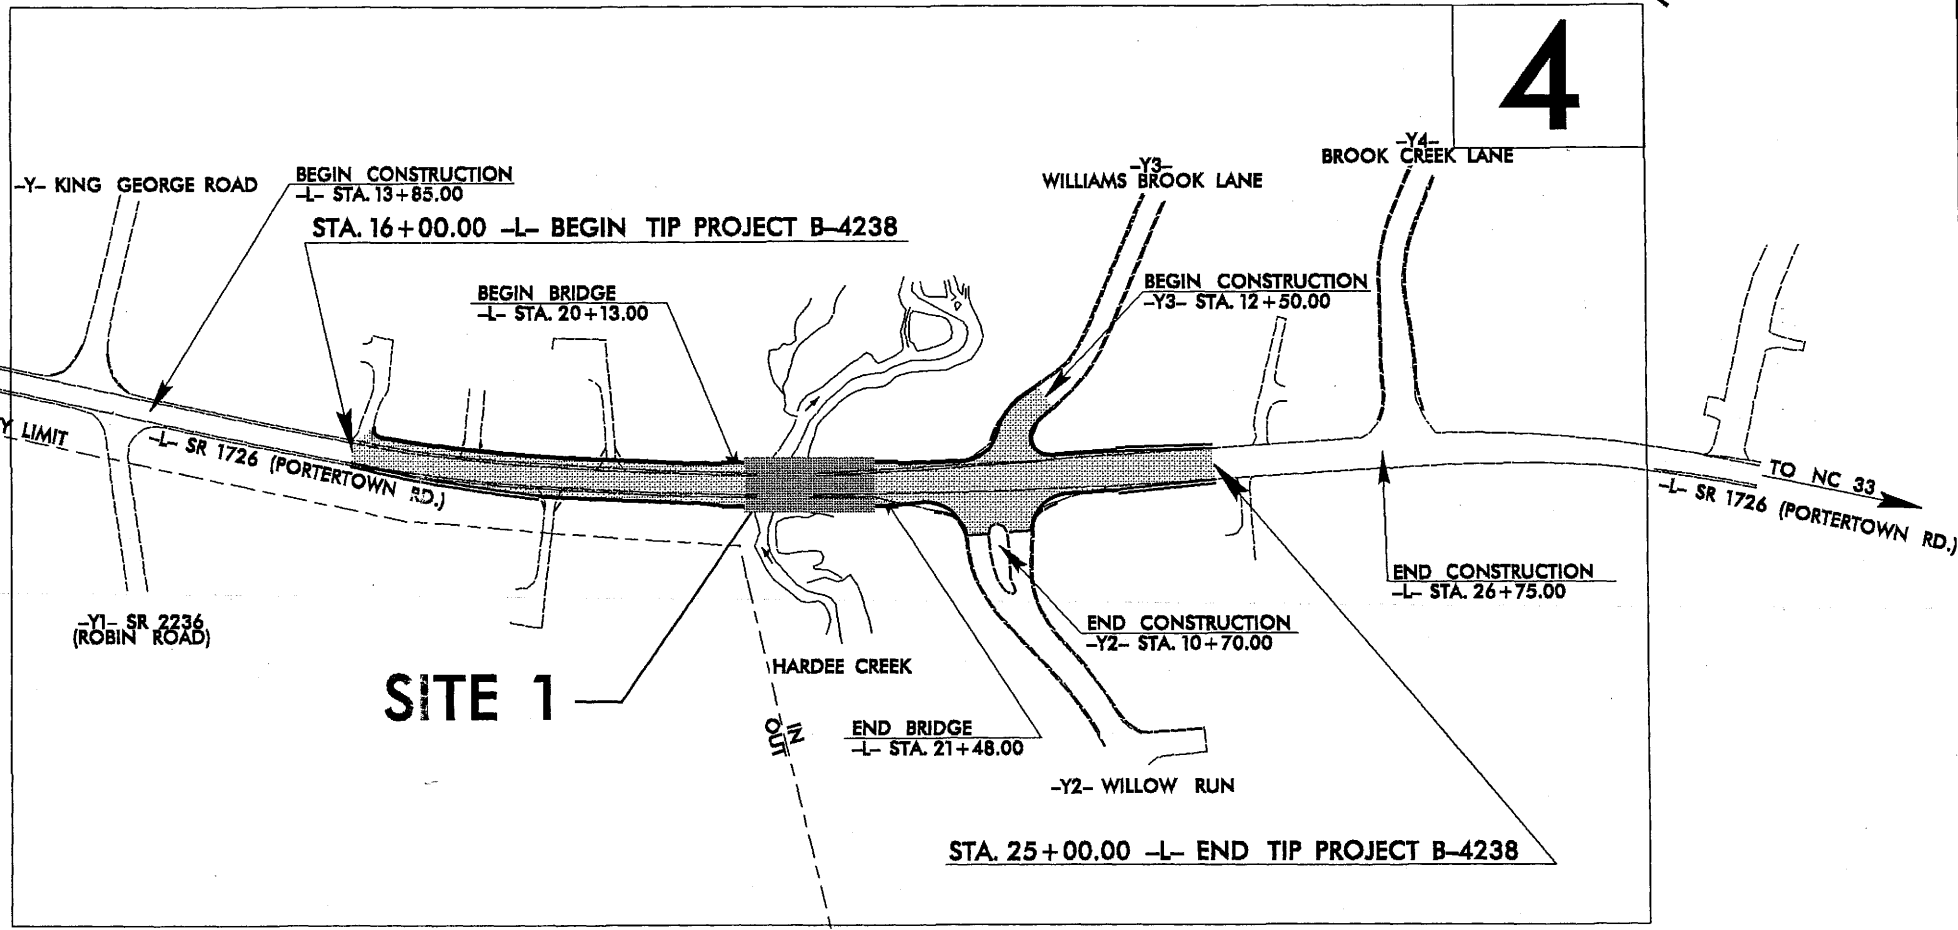 4
-Y4-
BROOK CREEK LANE
-Y3-
WILLIAMS BROOK LANE
-Y- KING GEORGE ROAD
BEGIN CONSTRUCTION
-L- STA. 13+85.00
STA. 16+00.00 -L- BEGIN TIP PROJECT B-4238
BEGIN BRIDGE
-L- STA. 20+13.00
BEGIN CONSTRUCTION
-Y3- STA. 12+50.00
Y LIMIT
-L- SR 1726 (PORTERTOWN RD.)
TO NC 33
-L- SR 1726 (PORTERTOWN RD.)
END CONSTRUCTION
-L- STA. 26+75.00
-Y1- SR 2236
(ROBIN ROAD)
END CONSTRUCTION
-Y2- STA. 10+70.00
HARDEE CREEK
SITE 1
IN
OUT
END BRIDGE
-L- STA. 21+48.00
-Y2- WILLOW RUN
STA. 25+00.00 -L- END TIP PROJECT B-4238